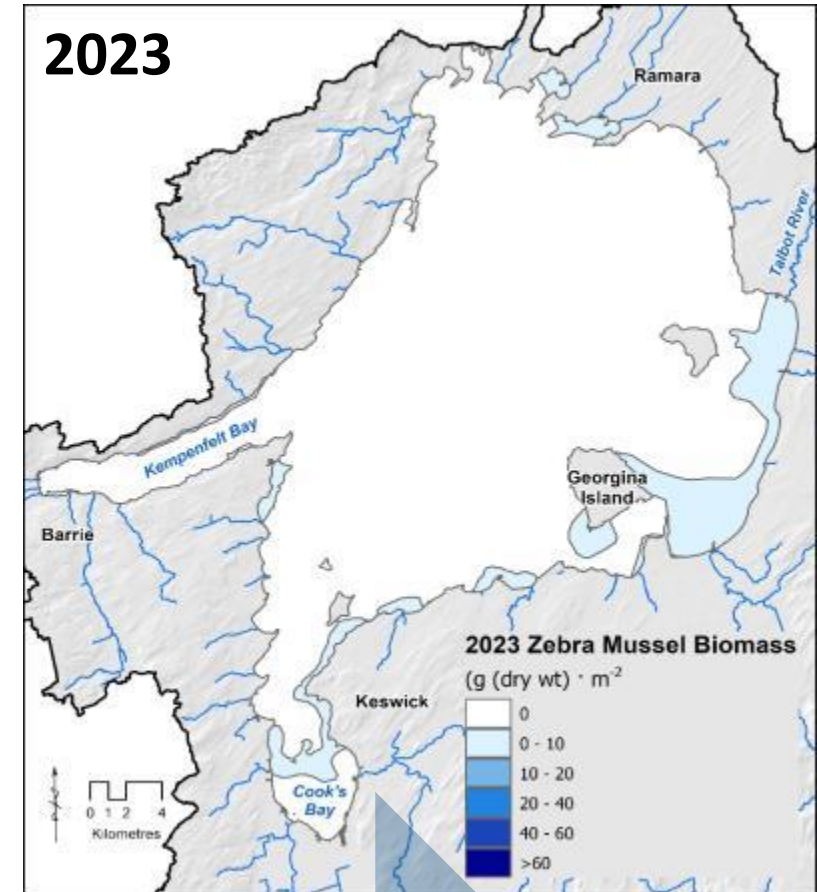 2023
Ramara
Talbot River
Kempenfelt Bay
Georgina
Island
Barrie
Keswick
Cook's
Bay
2023 Zebra Mussel Biomass
(g (dry wt) · m-2
0
0 - 10
10 - 20
20 - 40
40 - 60
>60
0 1 2 4
Kilometres